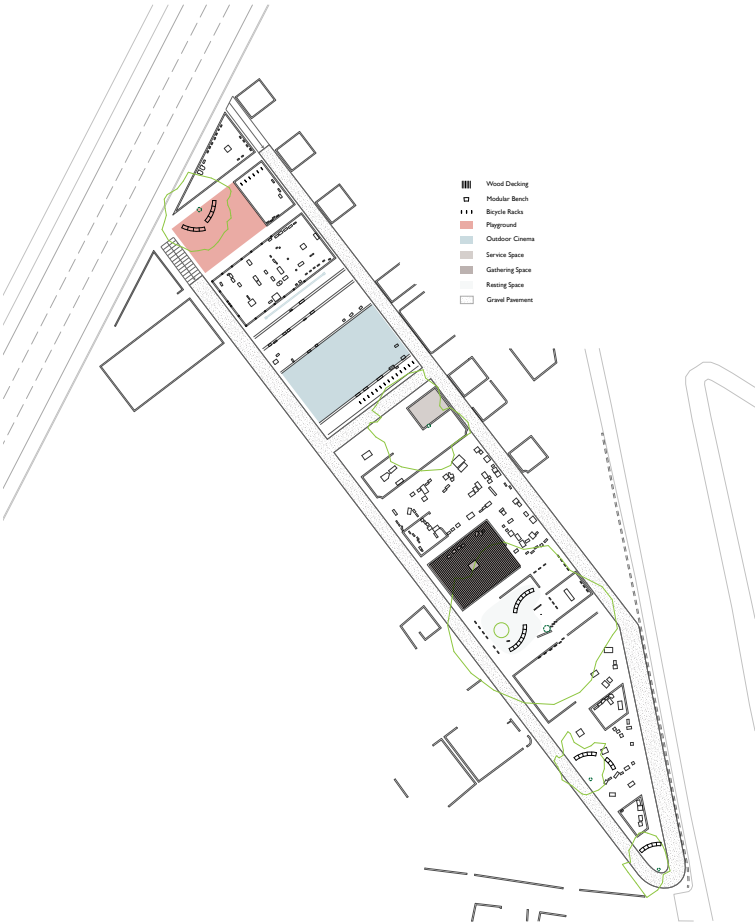 Wood Decking
Modular Bench
Bicycle Racks
Playground
Outdoor Cinema
Service Space
Gathering Space
Resting Space
Gravel Pavement